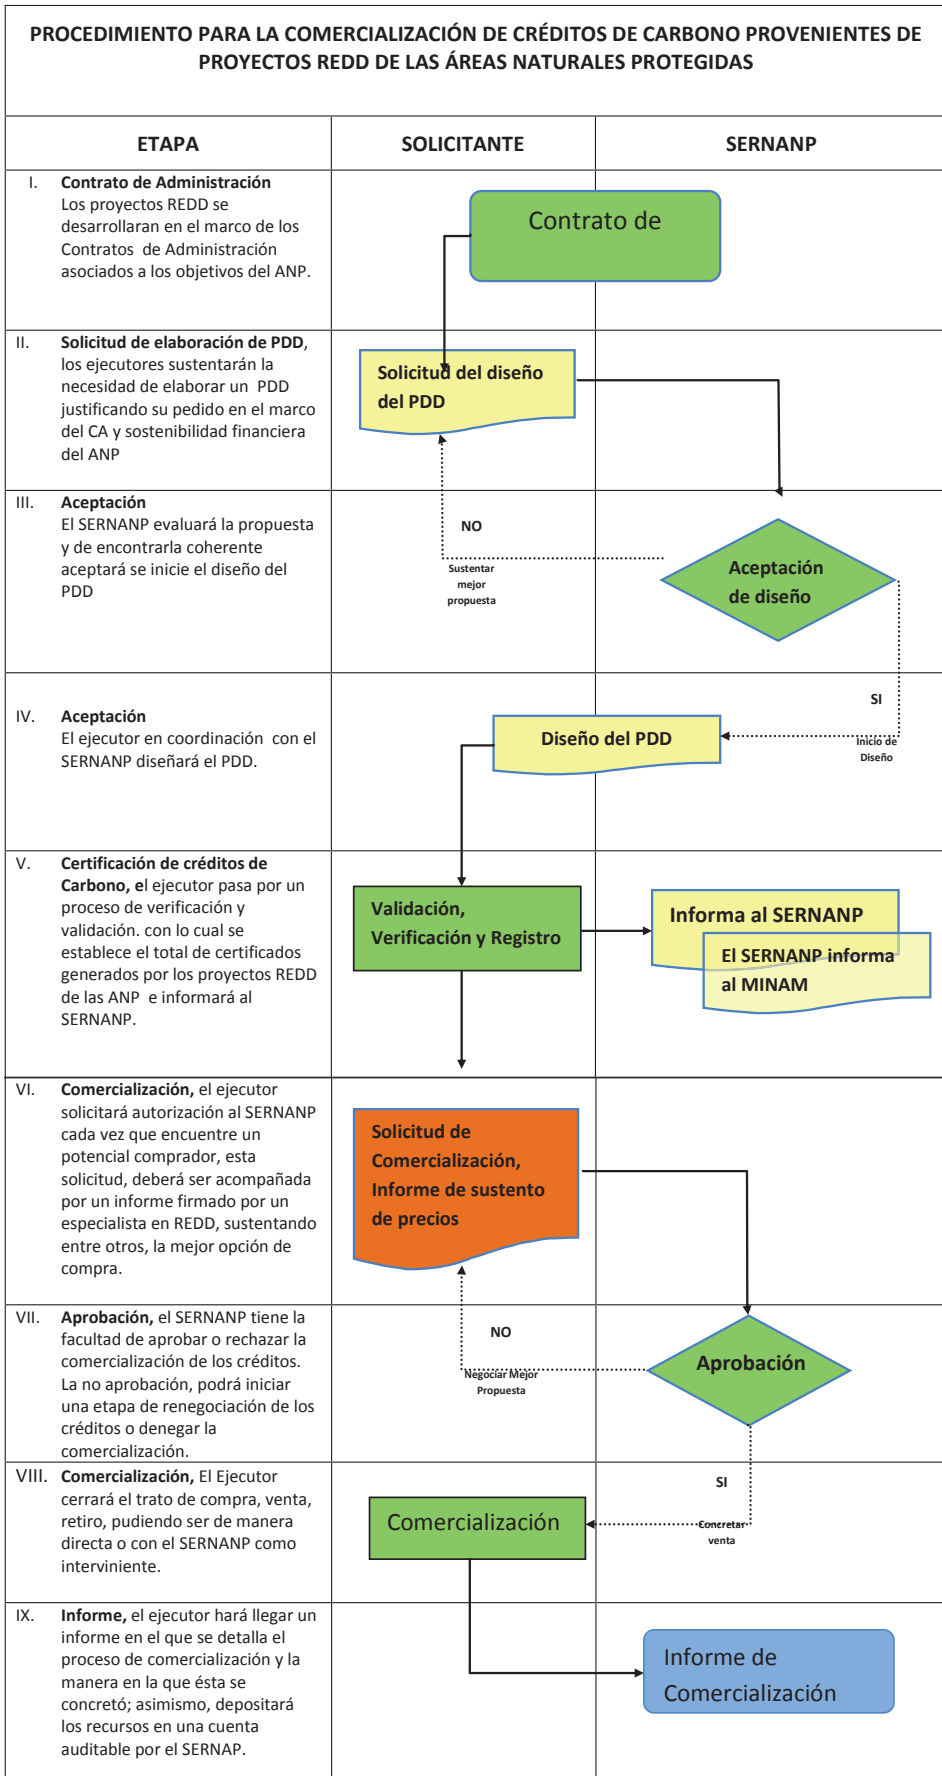 PROCEDIMIENTO PARA LA COMERCIALIZACIÓN DE CRÉDITOS DE CARBONO PROVENIENTES DE
PROYECTOS REDD DE LAS ÁREAS NATURALES PROTEGIDAS
ETAPA
SOLICITANTE
SERNANP
I. Contrato de Administración
Los proyectos REDD se
desarrollaran en el marco de los
Contratos de Administración
asociados a los objetivos del ANP.
Contrato de
II. Solicitud de elaboración de PDD,
los ejecutores sustentarán la
necesidad de elaborar un PDD
justificando su pedido en el marco
del CA y sostenibilidad financiera
del ANP
Solicitud del diseño
del PDD
III. Aceptación
El SERNANP evaluará la propuesta
y de encontrarla coherente
aceptará se inicie el diseño del
PDD
NO
Sustentar
mejor
propuesta
Aceptación
de diseño
IV. Aceptación
El ejecutor en coordinación con el
SERNANP diseñará el PDD.
Diseño del PDD
SI
Inicio de
Diseño
V. Certificación de créditos de
Carbono, el ejecutor pasa por un
proceso de verificación y
validación. con lo cual se
establece el total de certificados
generados por los proyectos REDD
de las ANP e informará al
SERNANP.
Validación,
Verificación y Registro
Informa al SERNANP
El SERNANP informa
al MINAM
VI. Comercialización, el ejecutor
solicitará autorización al SERNANP
cada vez que encuentre un
potencial comprador, esta
solicitud, deberá ser acompañada
por un informe firmado por un
especialista en REDD, sustentando
entre otros, la mejor opción de
compra.
Solicitud de
Comercialización,
Informe de sustento
de precios
VII. Aprobación, el SERNANP tiene la
facultad de aprobar o rechazar la
comercialización de los créditos.
La no aprobación, podrá iniciar
una etapa de renegociación de los
créditos o denegar la
comercialización.
NO
Negociar Mejor
Propuesta
Aprobación
VIII. Comercialización, El Ejecutor
cerrará el trato de compra, venta,
retiro, pudiendo ser de manera
directa o con el SERNANP como
interviniente.
Comercialización
SI
Concretar
venta
IX. Informe, el ejecutor hará llegar un
informe en el que se detalla el
proceso de comercialización y la
manera en la que ésta se
concretó; asimismo, depositará
los recursos en una cuenta
auditable por el SERNAP.
Informe de
Comercialización